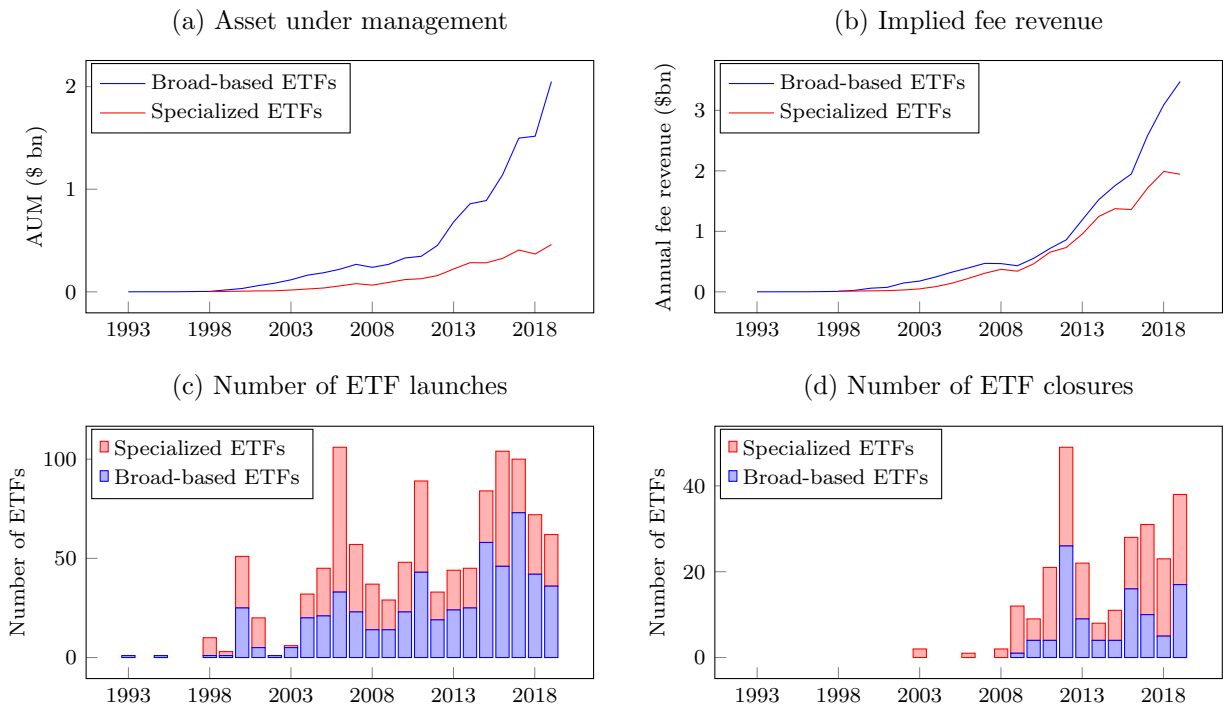 (a) Asset under management
Broad-based ETFs
Specialized ETFs
AUM ($ bn)
2
1
0
1993 1998 2003 2008 2013 2018
(b) Implied fee revenue
Broad-based ETFs
Specialized ETFs
Annual fee revenue ($bn)
3
2
1
0
1993 1998 2003 2008 2013 2018
(c) Number of ETF launches
Specialized ETFs
Broad-based ETFs
Number of ETFs
100
50
0
1993 1998 2003 2008 2013 2018
(d) Number of ETF closures
Specialized ETFs
Broad-based ETFs
Number of ETFs
40
20
0
1993 1998 2003 2008 2013 2018